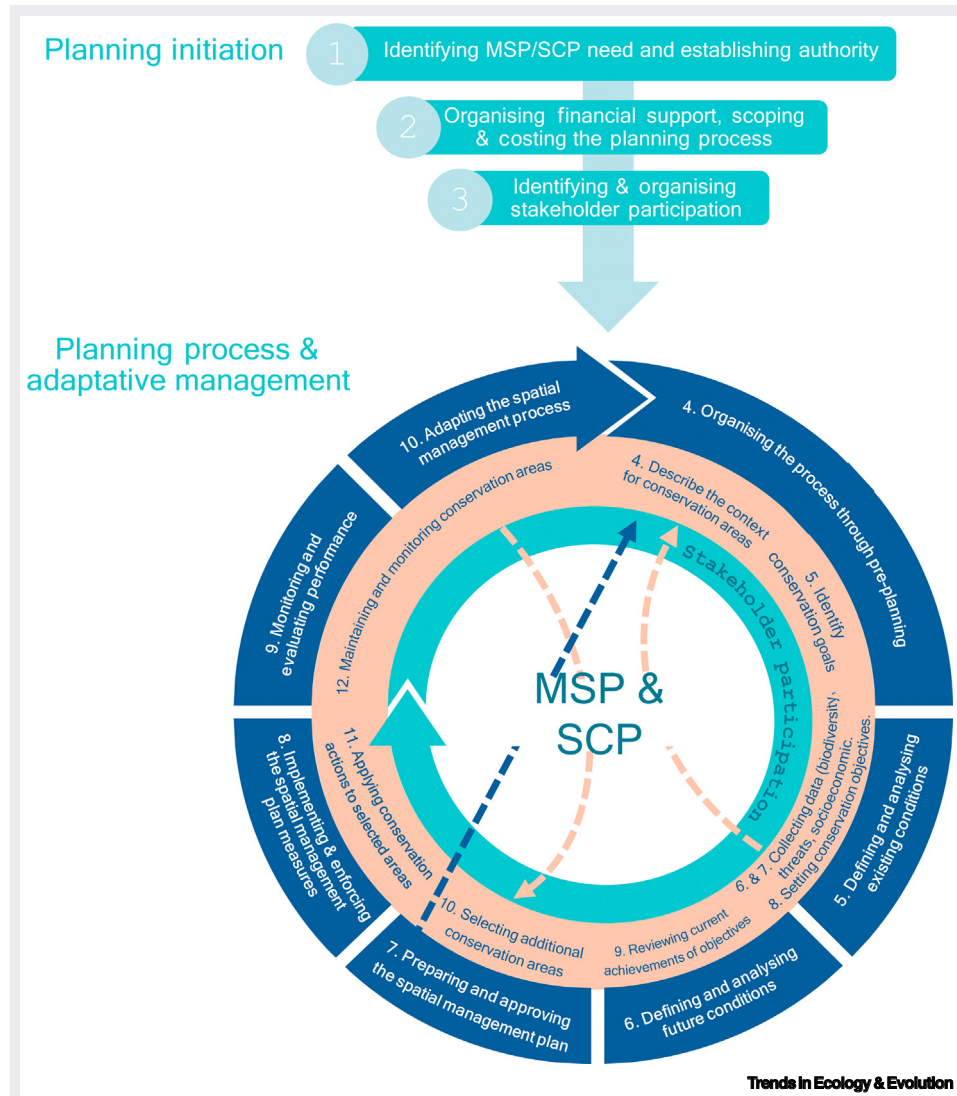 Planning initiation
1
Identifying MSP/SCP need and establishing authority
2
Organising financial support, scoping
& costing the planning process
3
Identifying & organising
stakeholder participation
Planning process &
adaptative management
10. Adapting the spatial
management process
4. Organising the process through pre-planning
5. Defining and analysing
existing conditions
6. Defining and analysing
future conditions
7. Preparing and approving
the spatial management plan
8. Implementing & enforcing
the spatial management
plan measures
9. Monitoring and
evaluating performance
4. Describe the context
for conservation areas
5. Identify
conservation goals
6. & 7. Collecting data (biodiversity,
threats, socioeconomic.
8. Setting conservation objectives.
9. Reviewing current
achievements of objectives
10. Selecting additional
conservation areas
11. Applying conservation
actions to selected areas
12. Maintaining and monitoring conservation areas
Stakeholder participation
MSP &
SCP
Trends in Ecology & Evolution